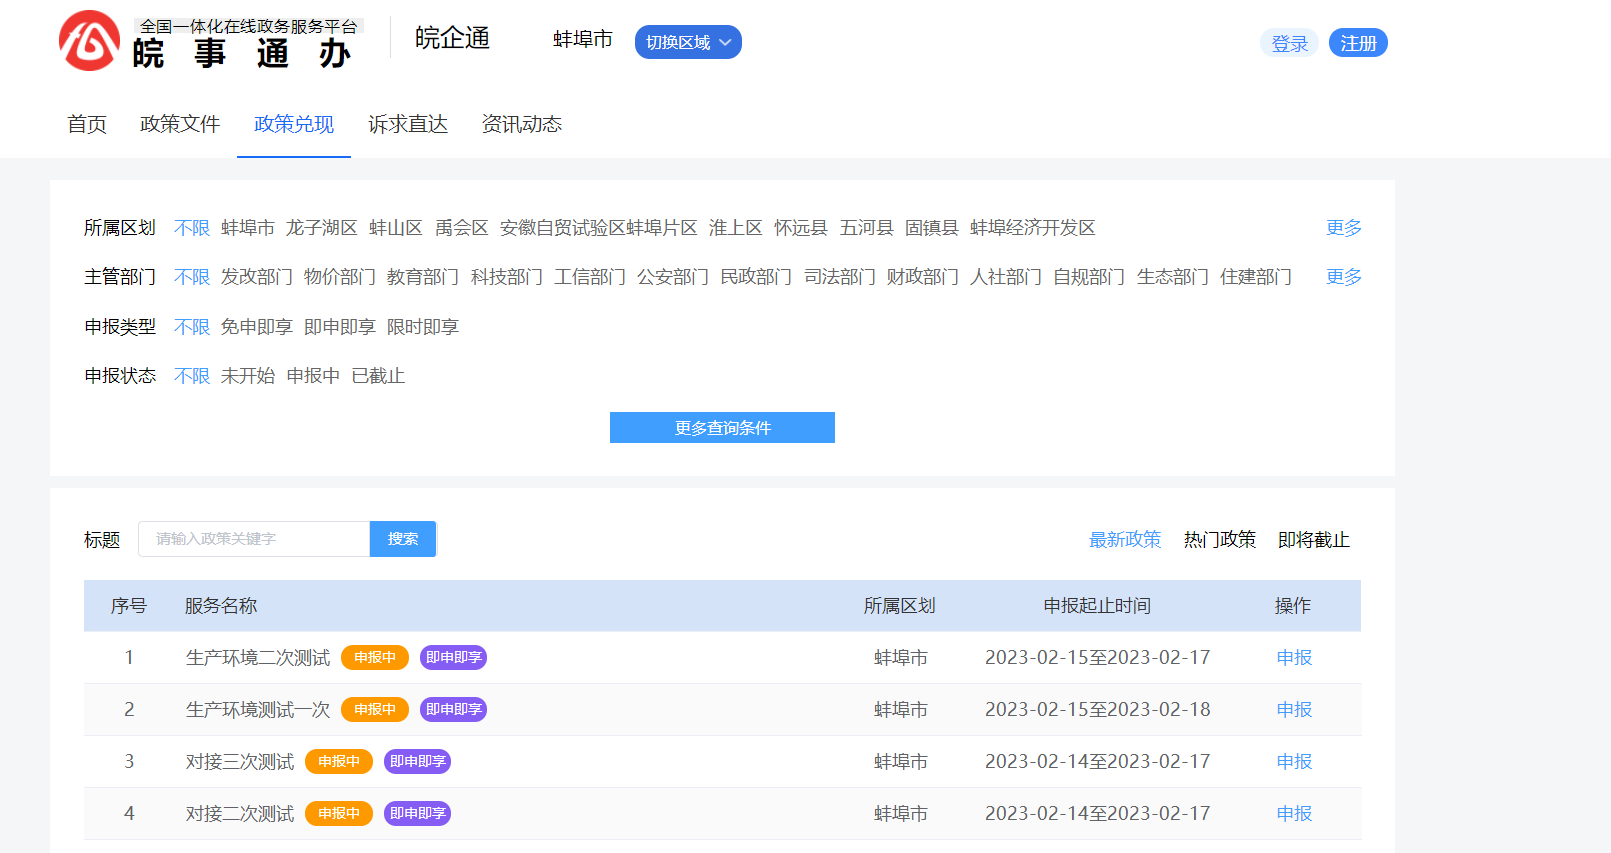 全国一体化在线政务服务平台
皖事通办
皖企通 蚌埠市 切换区域 登录 注册
首页 政策文件 政策兑现 诉求直达 资讯动态
所属区划 不限 蚌埠市 龙子湖区 蚌山区 禹会区 安徽自贸试验区蚌埠片区 淮上区 怀远县 五河县 固镇县 蚌埠经济开发区 更多
主管部门 不限 发改部门 物价部门 教育部门 科技部门 工信部门 公安部门 民政部门 司法部门 财政部门 人社部门 自规部门 生态部门 住建部门 更多
申报类型 不限 免申即享 即申即享 限时即享
申报状态 不限 未开始 申报中 已截止
更多查询条件
标题 请输入政策关键字 搜索 最新政策 热门政策 即将截止
序号 服务名称 所属区划 申报起止时间 操作
1 生产环境二次测试 申报中 即申即享 蚌埠市 2023-02-15至2023-02-17 申报
2 生产环境测试一次 申报中 即申即享 蚌埠市 2023-02-15至2023-02-18 申报
3 对接三次测试 申报中 即申即享 蚌埠市 2023-02-14至2023-02-17 申报
4 对接二次测试 申报中 即申即享 蚌埠市 2023-02-14至2023-02-17 申报